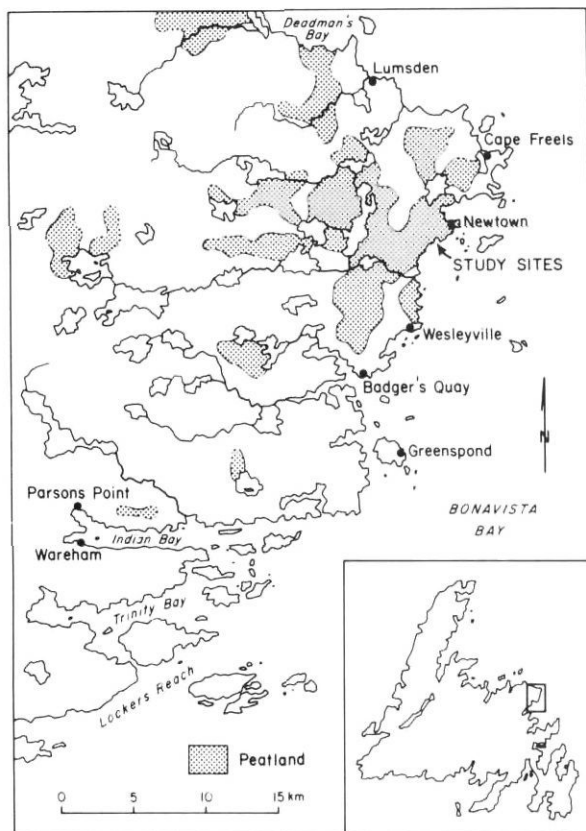 Deadman's
Bay
Lumsden
Cape Freels
Newtown
STUDY SITES
Wesleyville
Badger's Quay
N
Greenspond
Parsons Point
BONAVISTA
BAY
Indian Bay
Wareham
Trinity Bay
Lockers Reach
Peatland
0 5 10 15 km